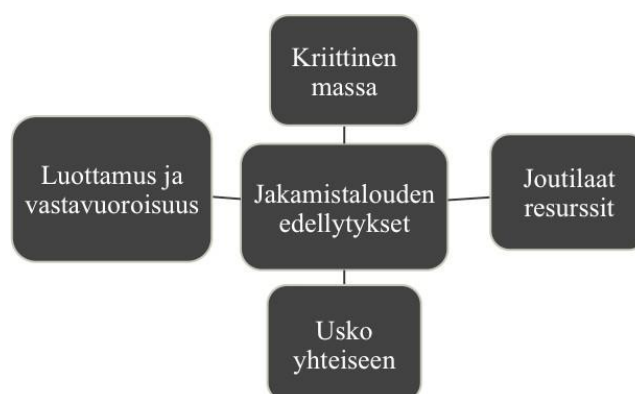 Kriittinen
massa
Luottamus ja
vastavuoroisuus
Jakamistalouden
edellytykset
Joutilaat
resurssit
Usko
yhteiseen